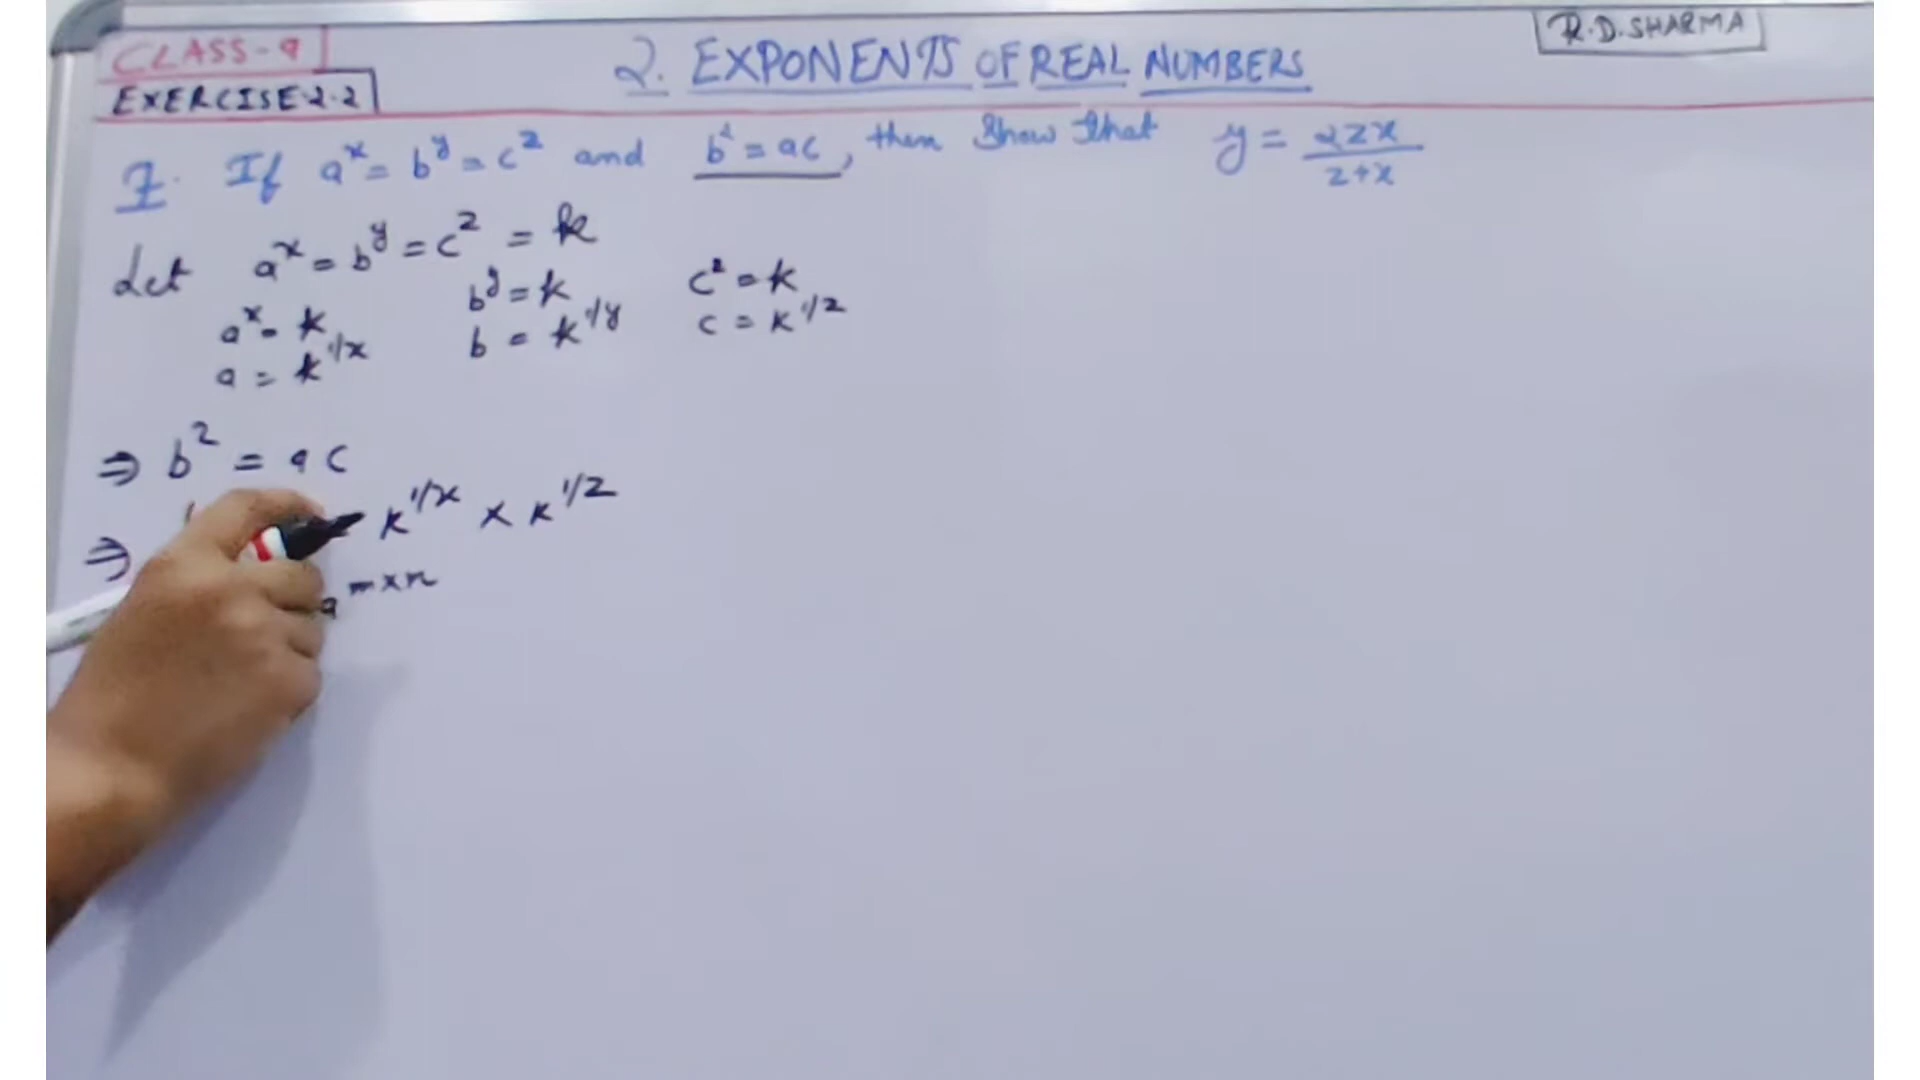 CLASS-9
R.D.SHARMA
EXERCISE-2.2
2. EXPONENTS OF REAL NUMBERS
7. If a^x = b^y = c^z and b^2 = ac, then show that y = 2zx / z+x
Let a^x = b^y = c^z = k
a^x = k b^y = k c^z = k
a = k^1/x b = k^1/y c = k^1/z
⇒ b^2 = ac
⇒ k^1/x × k^1/z
a^m×n